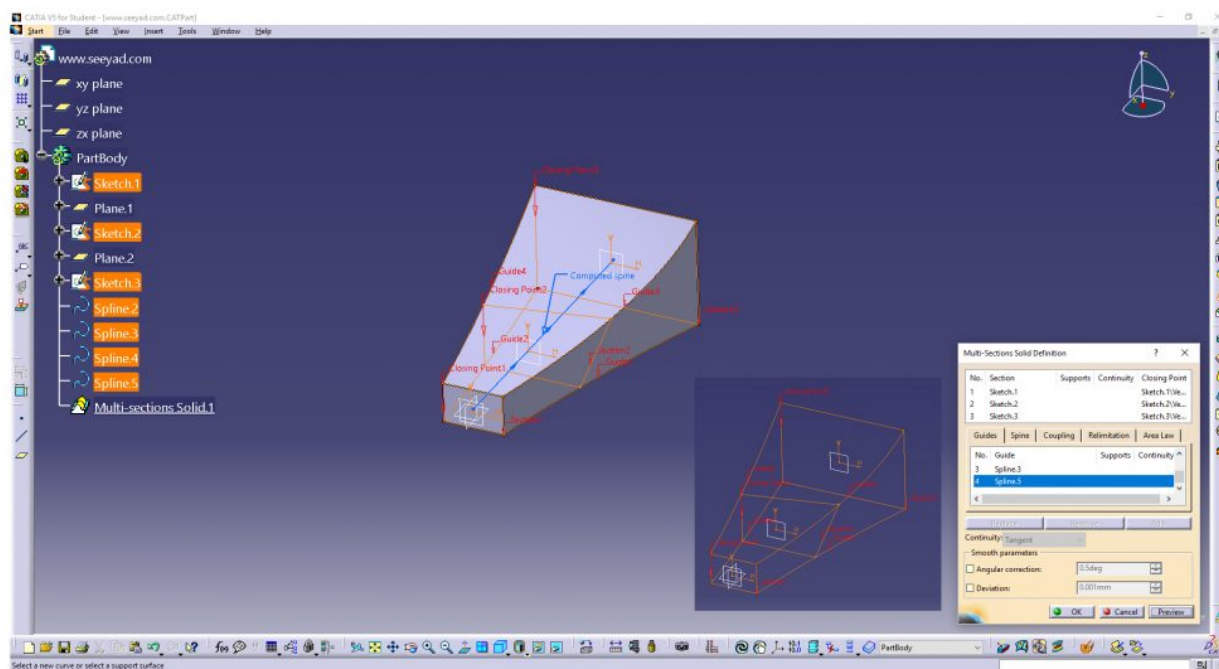 CATIA V5 for Student - [www.seeyad.com.CATPart]
Start File Edit View Insert Tools Window Help
www.seeyad.com
xy plane
yz plane
zx plane
PartBody
Sketch.1
Plane.1
Sketch.2
Plane.2
Sketch.3
Spline.2
Spline.3
Spline.4
Spline.5
Multi-sections Solid.1
Guide4
Computed spine
Closing Point2
Guide3
Guide2
Section2
Closing Point1
Multi-Sections Solid Definition ? X
No. Section Supports Continuity Closing Point
1 Sketch.1 Sketch.1\Ve...
2 Sketch.2 Sketch.2\Ve...
3 Sketch.3 Sketch.3\Ve...
Guides Spine Coupling Relimitation Area Law
No. Guide Supports Continuity
3 Spline.3
4 Spline.5
Replace Remove Add
Continuity: Tangent
Smooth parameters
Angular correction: 0.5deg
Deviation: 0.001mm
OK Cancel Preview
PartBody
Select a new curve or select a support surface